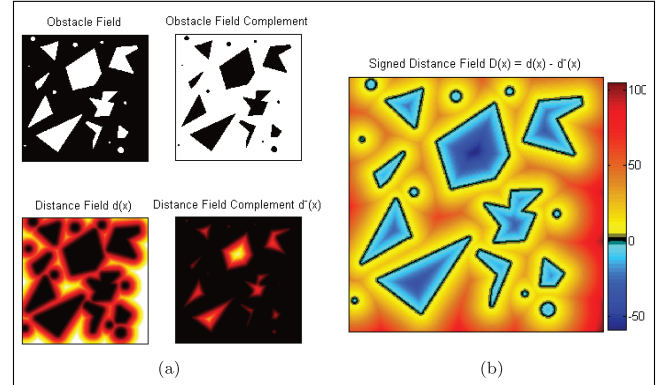 Obstacle Field
Obstacle Field Complement
Distance Field d(x)
Distance Field Complement d˜(x)
(a)
Signed Distance Field D(x) = d(x) - d˜(x)
100
50
0
-50
(b)